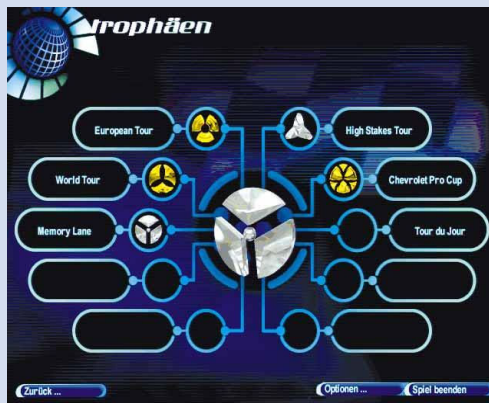 trophäen
European Tour
High Stakes Tour
World Tour
Chevrolet Pro Cup
Memory Lane
Tour du Jour
Zurück ...
Optionen ...
Spiel beenden